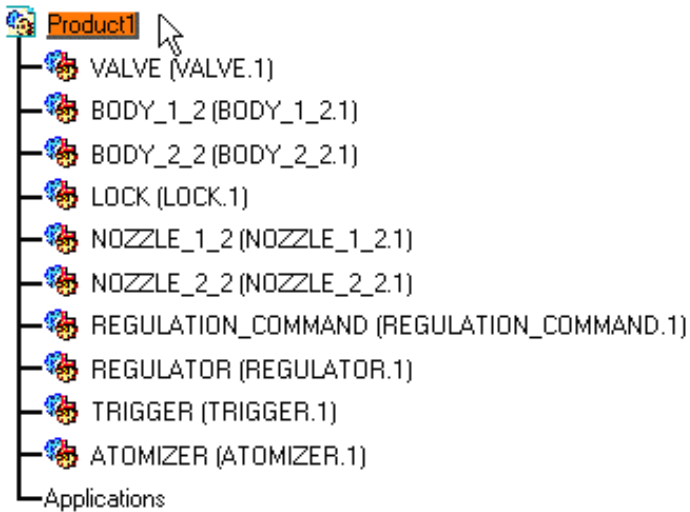 Product1
VALVE (VALVE.1)
BODY_1_2 (BODY_1_2.1)
BODY_2_2 (BODY_2_2.1)
LOCK (LOCK.1)
NOZZLE_1_2 (NOZZLE_1_2.1)
NOZZLE_2_2 (NOZZLE_2_2.1)
REGULATION_COMMAND (REGULATION_COMMAND.1)
REGULATOR (REGULATOR.1)
TRIGGER (TRIGGER.1)
ATOMIZER (ATOMIZER.1)
Applications